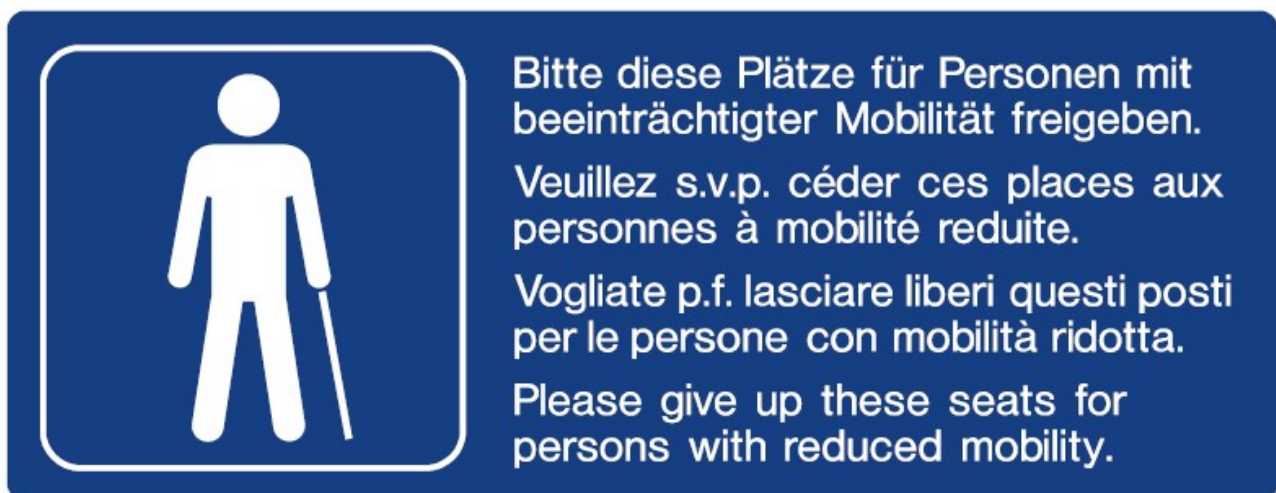 Bitte diese Plätze für Personen mit
beeinträchtigter Mobilität freigeben.
Veuillez s.v.p. céder ces places aux
personnes à mobilité reduite.
Vogliate p.f. lasciare liberi questi posti
per le persone con mobilità ridotta.
Please give up these seats for
persons with reduced mobility.